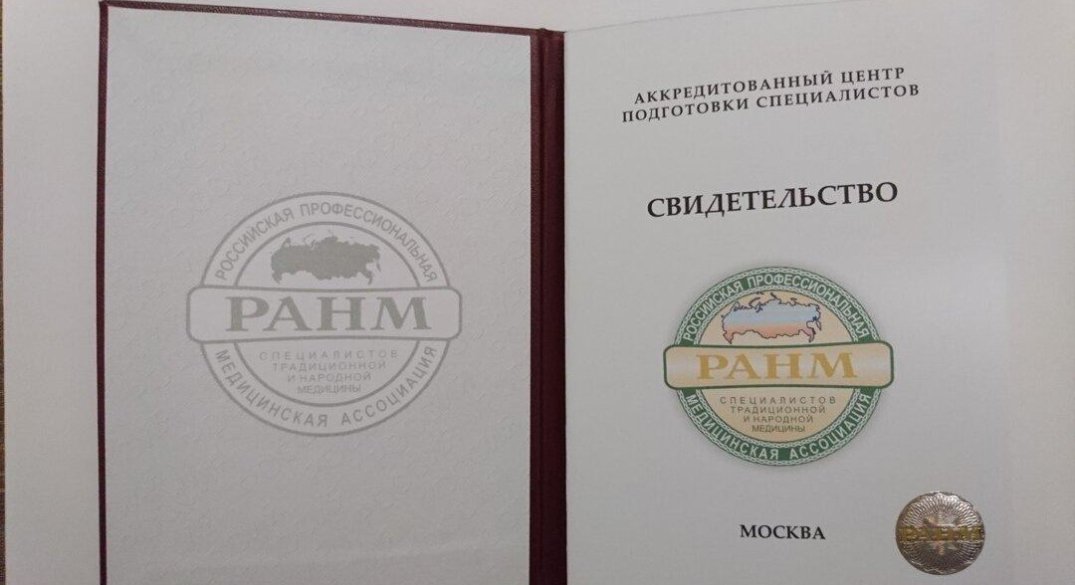 РОССИЙСКАЯ ПРОФЕССИОНАЛЬНАЯ
РАНМ
СПЕЦИАЛИСТОВ
ТРАДИЦИОННОЙ
И НАРОДНОЙ
МЕДИЦИНЫ
МЕДИЦИНСКАЯ АССОЦИАЦИЯ
АККРЕДИТОВАННЫЙ ЦЕНТР
ПОДГОТОВКИ СПЕЦИАЛИСТОВ
СВИДЕТЕЛЬСТВО
РОССИЙСКАЯ ПРОФЕССИОНАЛЬНАЯ
РАНМ
СПЕЦИАЛИСТОВ
ТРАДИЦИОННОЙ
И НАРОДНОЙ
МЕДИЦИНЫ
МЕДИЦИНСКАЯ АССОЦИАЦИЯ
МОСКВА
РАНМ